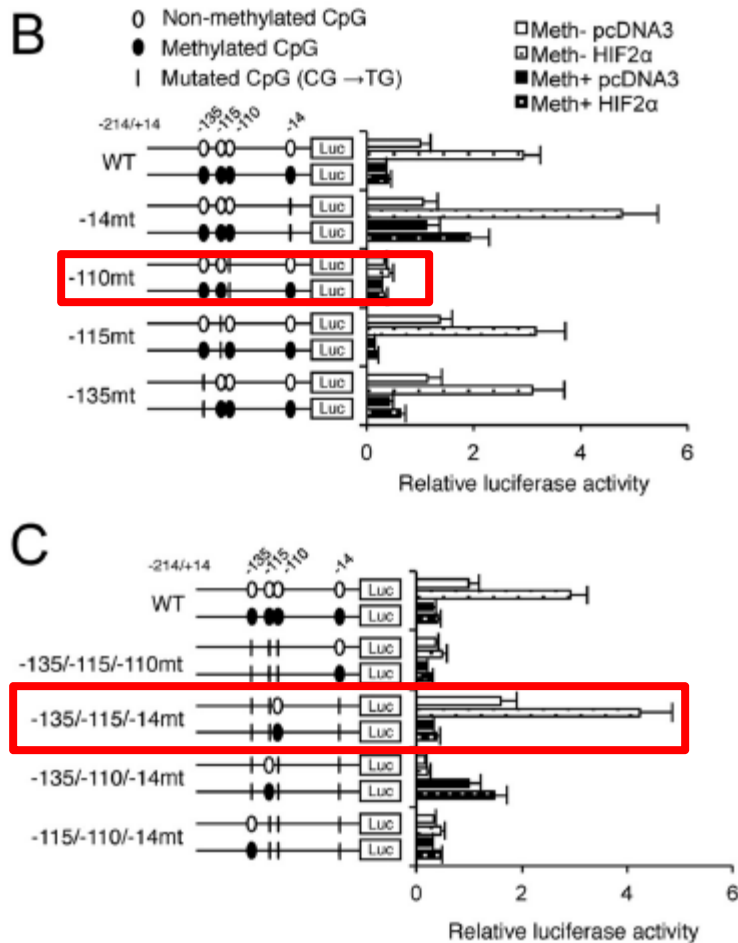 B
Non-methylated CpG
Methylated CpG
Mutated CpG (CG →TG)
Meth- pcDNA3
Meth- HIF2α
Meth+ pcDNA3
Meth+ HIF2α
-214/+14 -135 -115 -110 -14
WT Luc
Luc
-14mt Luc
Luc
-110mt Luc
Luc
-115mt Luc
Luc
-135mt Luc
Luc
0 2 4 6
Relative luciferase activity
C
-214/+14 -135 -115 -110 -14
WT Luc
Luc
-135/-115/-110mt Luc
Luc
-135/-115/-14mt Luc
Luc
-135/-110/-14mt Luc
Luc
-115/-110/-14mt Luc
Luc
0 2 4 6
Relative luciferase activity